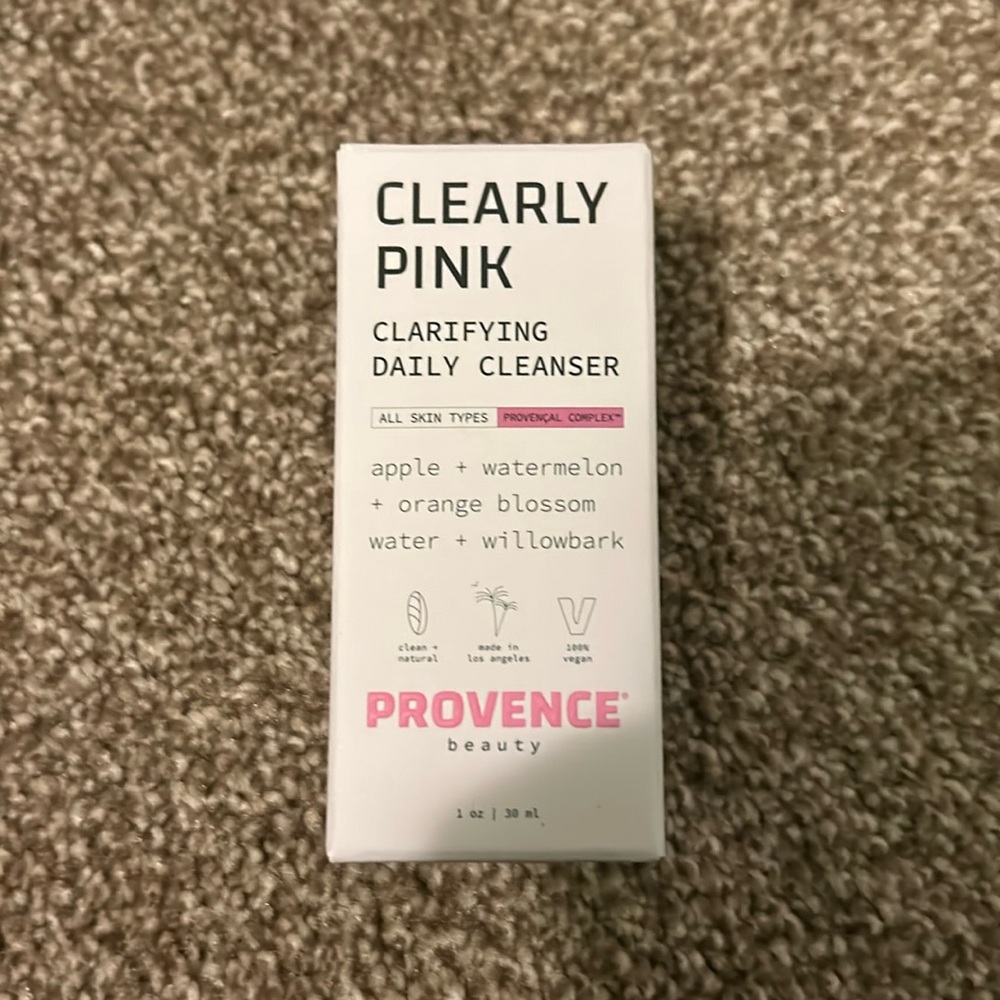 CLEARLY
PINK
CLARIFYING
DAILY CLEANSER
ALL SKIN TYPES PROVENÇAL COMPLEX™
apple + watermelon
+ orange blossom
water + willowbark
clean + made in 100%
natural los angeles vegan
PROVENCE®
beauty
1 oz | 30 ml